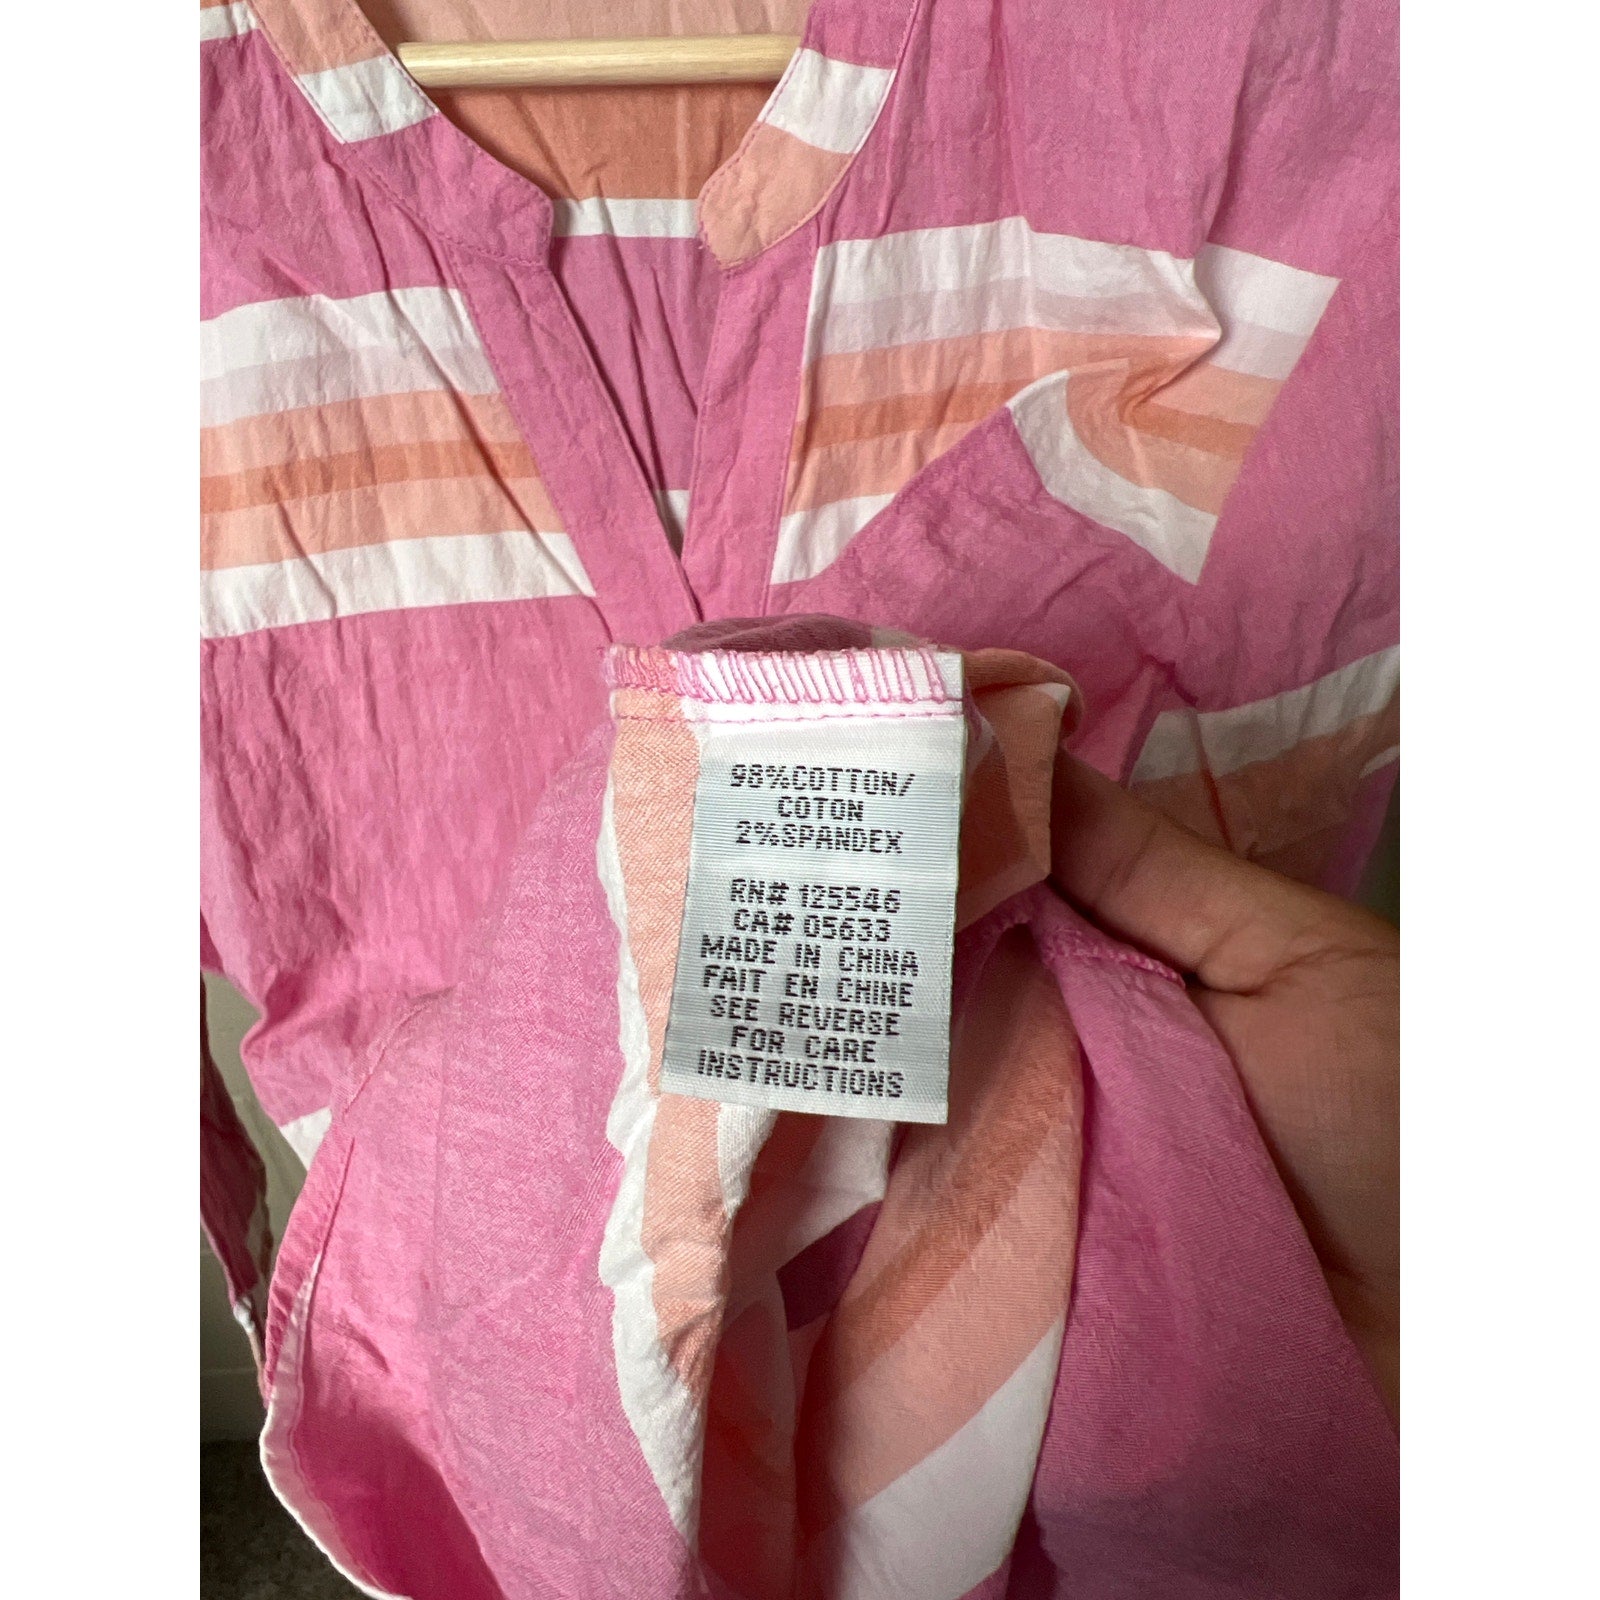 98%COTTON/
COTON
2%SPANDEX
RN# 125546
CA# 05633
MADE IN CHINA
FAIT EN CHINE
SEE REVERSE
FOR CARE
INSTRUCTIONS